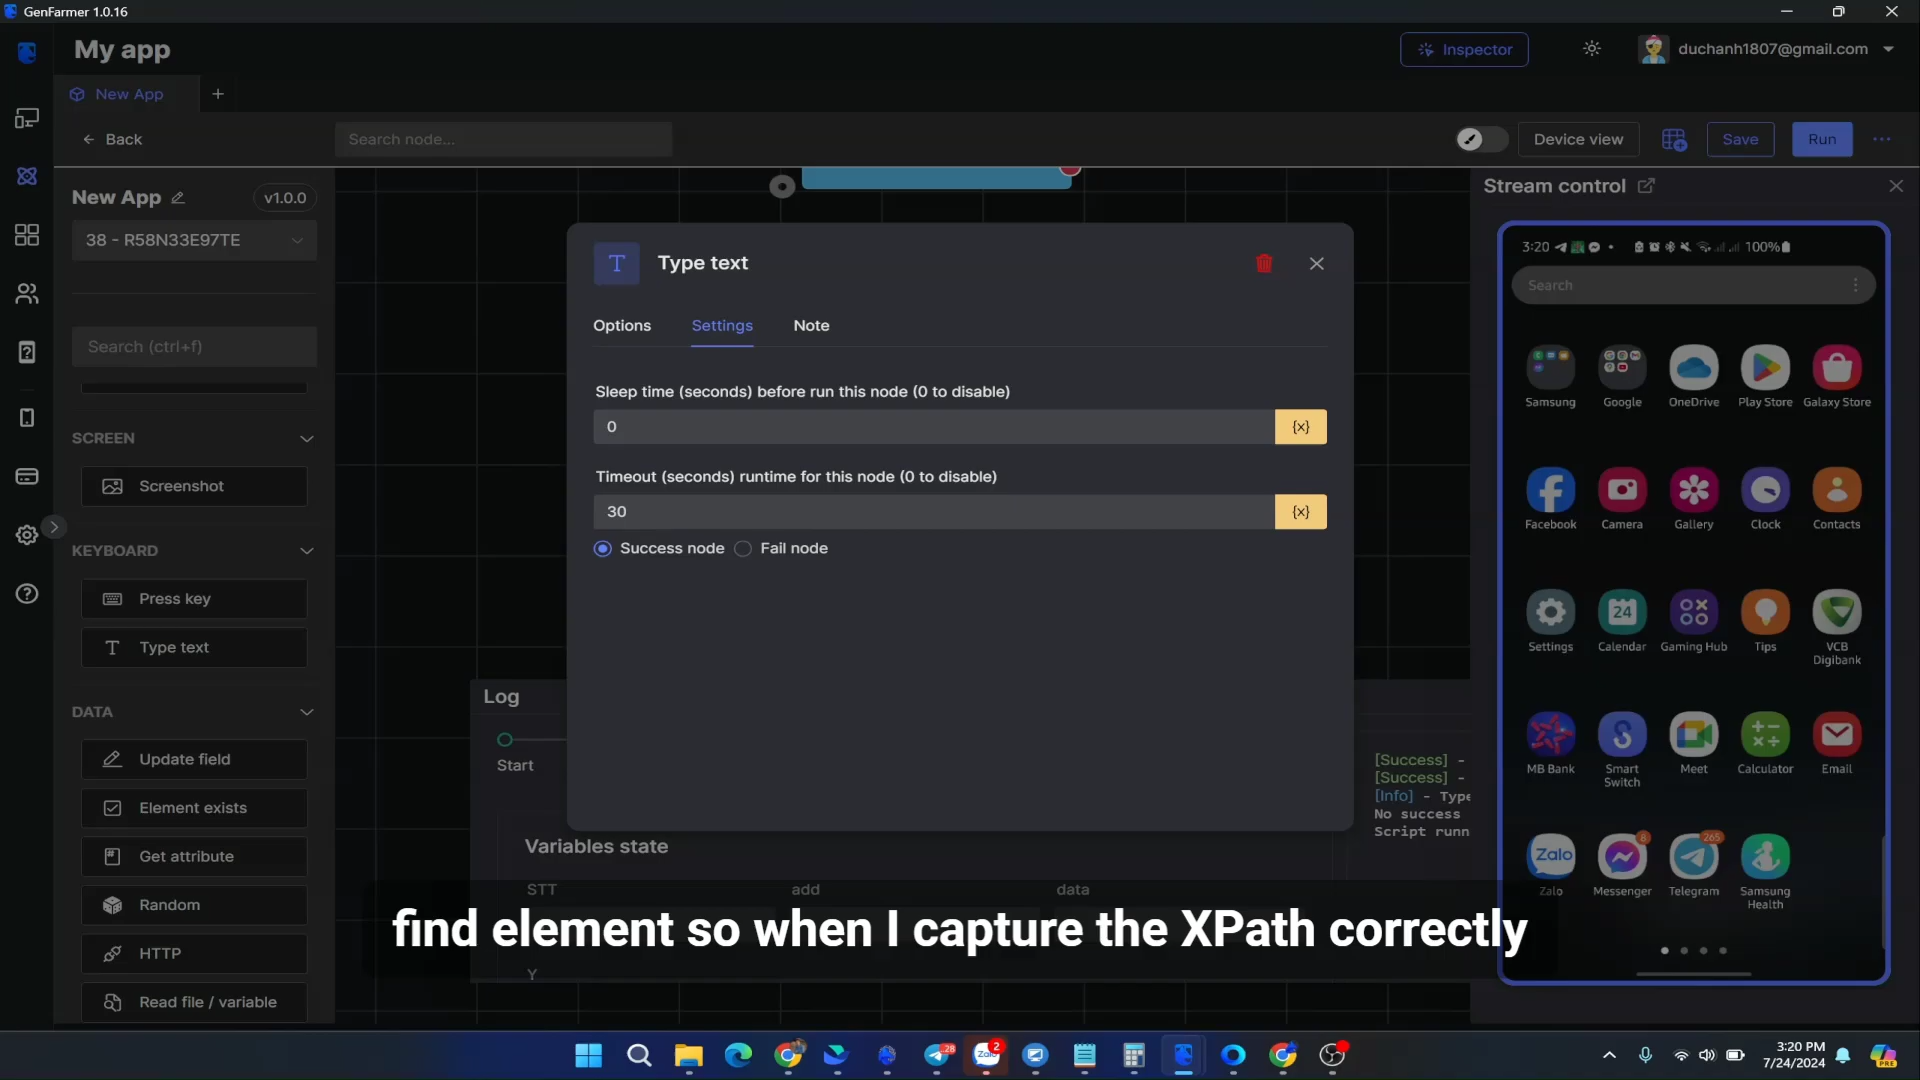 GenFarmer 1.0.16
My app
Inspector
duchanh1807@gmail.com
New App
Back
Search node...
Device view
Save
Run
New App
v1.0.0
38 - R58N33E97TE
Search (ctrl+f)
SCREEN
Screenshot
KEYBOARD
Press key
Type text
DATA
Update field
Element exists
Get attribute
Random
HTTP
Read file / variable
Type text
Options
Settings
Note
Sleep time (seconds) before run this node (0 to disable)
0
{x}
Timeout (seconds) runtime for this node (0 to disable)
30
{x}
Success node
Fail node
Log
Start
[Success] -
[Success] -
[Info] - Type
No success
Script runn
Variables state
STT
add
data
Y
find element so when I capture the XPath correctly
Stream control
3:20
100%
Search
Samsung
Google
OneDrive
Play Store
Galaxy Store
Facebook
Camera
Gallery
Clock
Contacts
24
Settings
Calendar
Gaming Hub
Tips
VCB
Digibank
MB Bank
Smart
Switch
Meet
Calculator
Email
Zalo
8
265
Zalo
Messenger
Telegram
Samsung
Health
28
Zalo
2
3:20 PM
7/24/2024
PRE